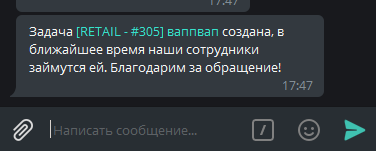 17:47
Задача [RETAIL - #305] ваппвап создана, в
ближайшее время наши сотрудники
займутся ей. Благодарим за обращение!
17:47
Написать сообщение...
/